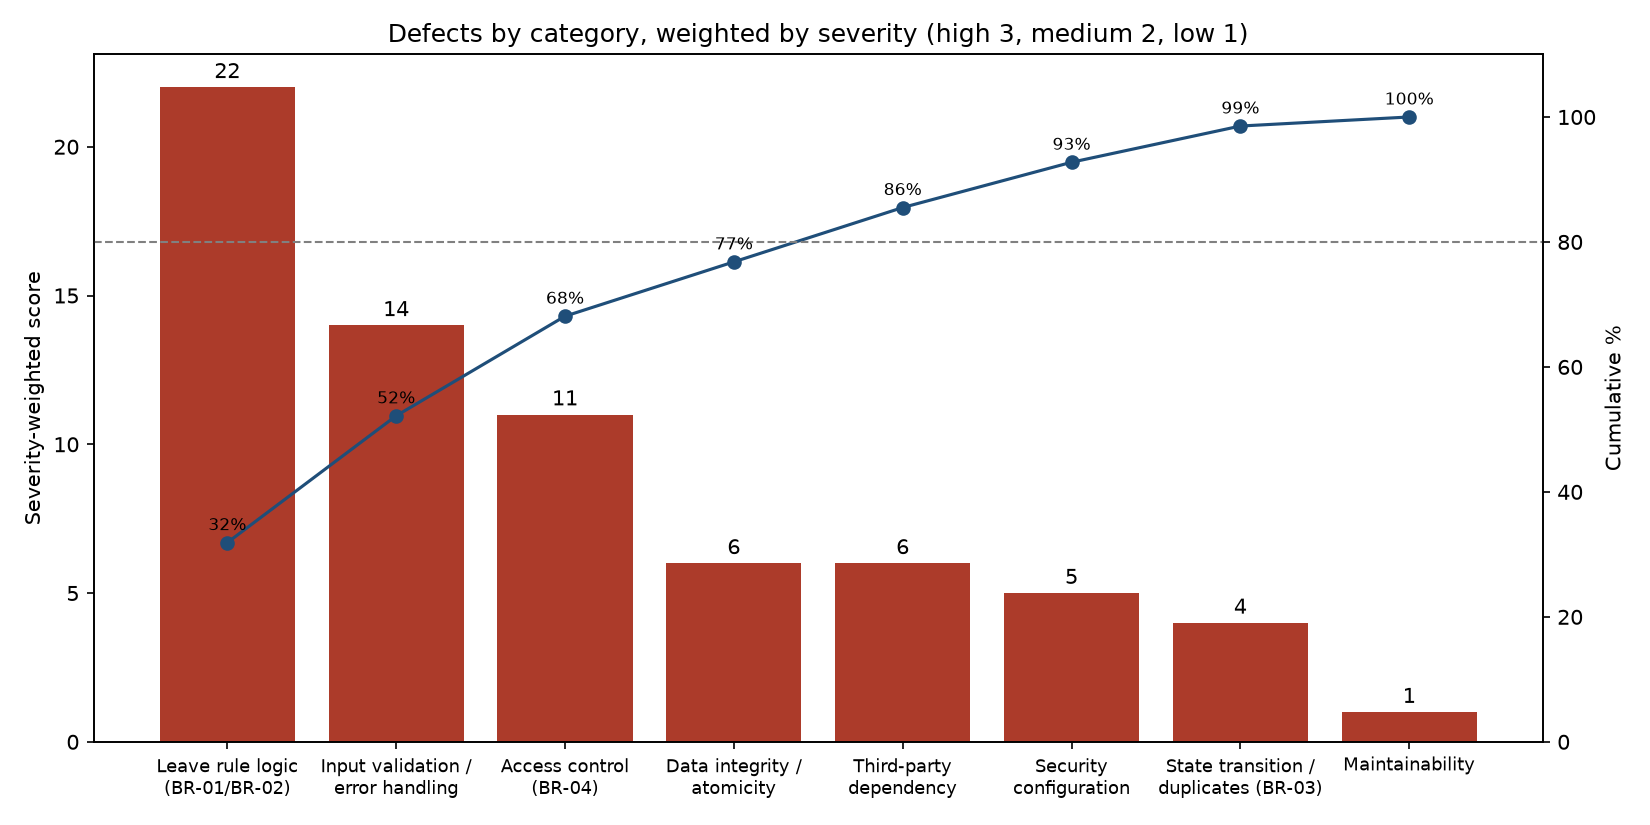 Defects by category, weighted by severity (high 3, medium 2, low 1)
Severity-weighted score
20
15
10
5
0
22
14
11
6
6
5
4
1
32%
52%
68%
77%
86%
93%
99%
100%
100
80
60
40
20
0
Cumulative %
Leave rule logic
(BR-01/BR-02)
Input validation /
error handling
Access control
(BR-04)
Data integrity /
atomicity
Third-party
dependency
Security
configuration
State transition /
duplicates (BR-03)
Maintainability